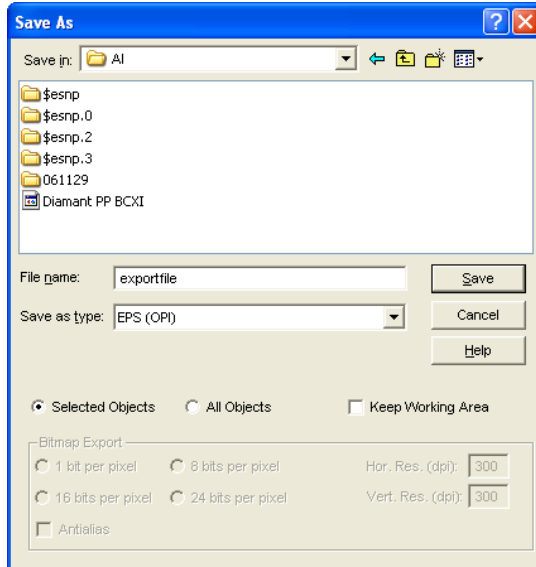 Save As
Save in: AI
$esnp
$esnp.0
$esnp.2
$esnp.3
061129
Diamant PP BCXI
File name: exportfile Save
Save as type: EPS (OPI) Cancel
Help
Selected Objects All Objects Keep Working Area
Bitmap Export
1 bit per pixel 8 bits per pixel Hor. Res. (dpi): 300
16 bits per pixel 24 bits per pixel Vert. Res. (dpi): 300
Antialias